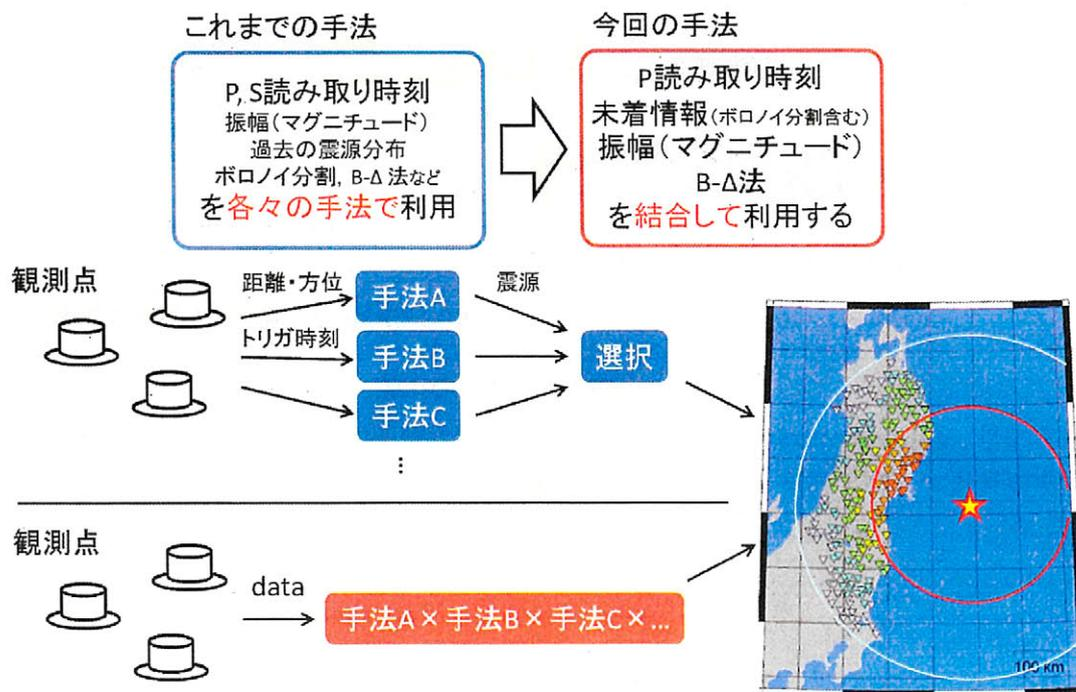 これまでの手法
P, S読み取り時刻
振幅(マグニチュード)
過去の震源分布
ボロノイ分割, B-Δ 法など
を各々の手法で利用
今回の手法
P読み取り時刻
未着情報(ボロノイ分割含む)
振幅(マグニチュード)
B-Δ法
を結合して利用する
観測点
距離・方位
トリガ時刻
手法A
手法B
手法C
⋮
震源
選択
観測点
data
手法A×手法B×手法C×...
100 km